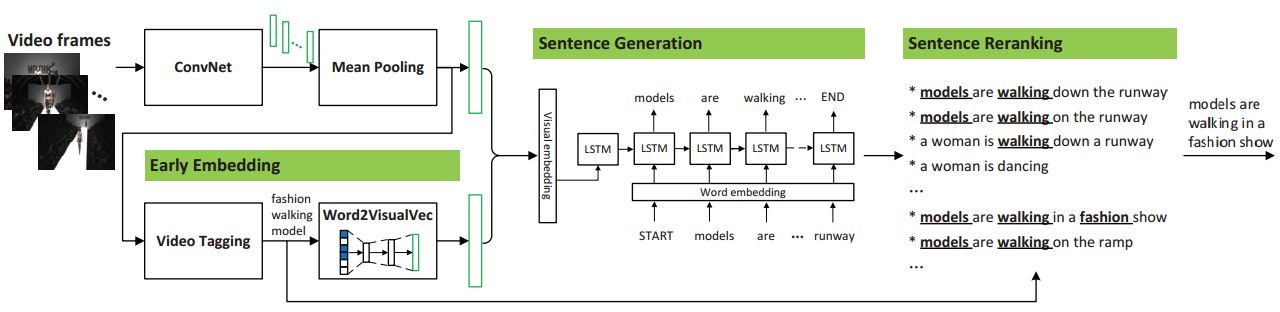 Video frames
ConvNet
Mean Pooling
Early Embedding
Video Tagging
fashion
walking
model
Word2VisualVec
Sentence Generation
Visual embedding
models are walking ... END
LSTM LSTM LSTM LSTM LSTM
Word embedding
START models are ... runway
Sentence Reranking
* models are walking down the runway
* models are walking on the runway
* a woman is walking down a runway
* a woman is dancing
...
* models are walking in a fashion show
* models are walking on the ramp
...
models are
walking in a
fashion show